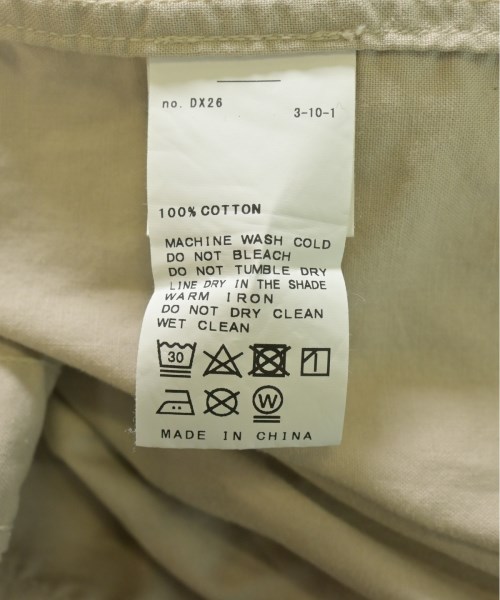 no. DX26
3-10-1
100% COTTON
MACHINE WASH COLD
DO NOT BLEACH
DO NOT TUMBLE DRY
LINE DRY IN THE SHADE
WARM IRON
DO NOT DRY CLEAN
WET CLEAN
30
W
MADE IN CHINA